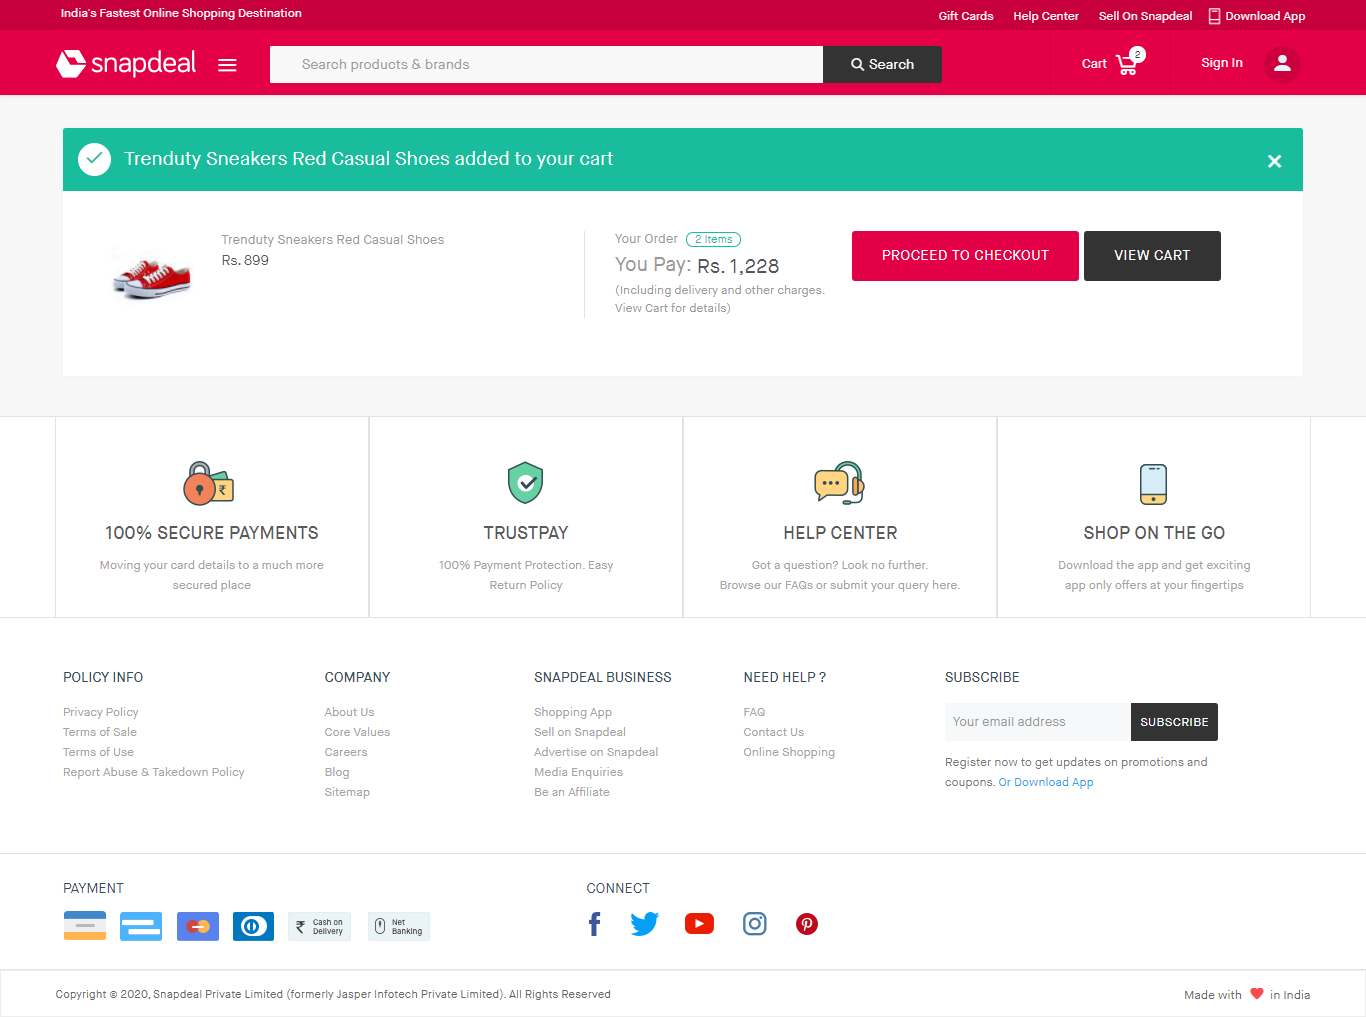 India's Fastest Online Shopping Destination
Gift Cards Help Center Sell On Snapdeal Download App
snapdeal Search products & brands Search Cart 2 Sign In
Trenduty Sneakers Red Casual Shoes added to your cart
Trenduty Sneakers Red Casual Shoes
Rs. 899
Your Order 2 Items
You Pay: Rs. 1,228
(Including delivery and other charges.
View Cart for details)
PROCEED TO CHECKOUT VIEW CART
100% SECURE PAYMENTS
Moving your card details to a much more
secured place
TRUSTPAY
100% Payment Protection. Easy
Return Policy
HELP CENTER
Got a question? Look no further.
Browse our FAQs or submit your query here.
SHOP ON THE GO
Download the app and get exciting
app only offers at your fingertips
POLICY INFO
Privacy Policy
Terms of Sale
Terms of Use
Report Abuse & Takedown Policy
COMPANY
About Us
Core Values
Careers
Blog
Sitemap
SNAPDEAL BUSINESS
Shopping App
Sell on Snapdeal
Advertise on Snapdeal
Media Enquiries
Be an Affiliate
NEED HELP ?
FAQ
Contact Us
Online Shopping
SUBSCRIBE
Your email address SUBSCRIBE
Register now to get updates on promotions and
coupons. Or Download App
PAYMENT
₹ Cash on
Delivery
Net
Banking
CONNECT
Copyright © 2020, Snapdeal Private Limited (formerly Jasper Infotech Private Limited). All Rights Reserved
Made with ❤ in India